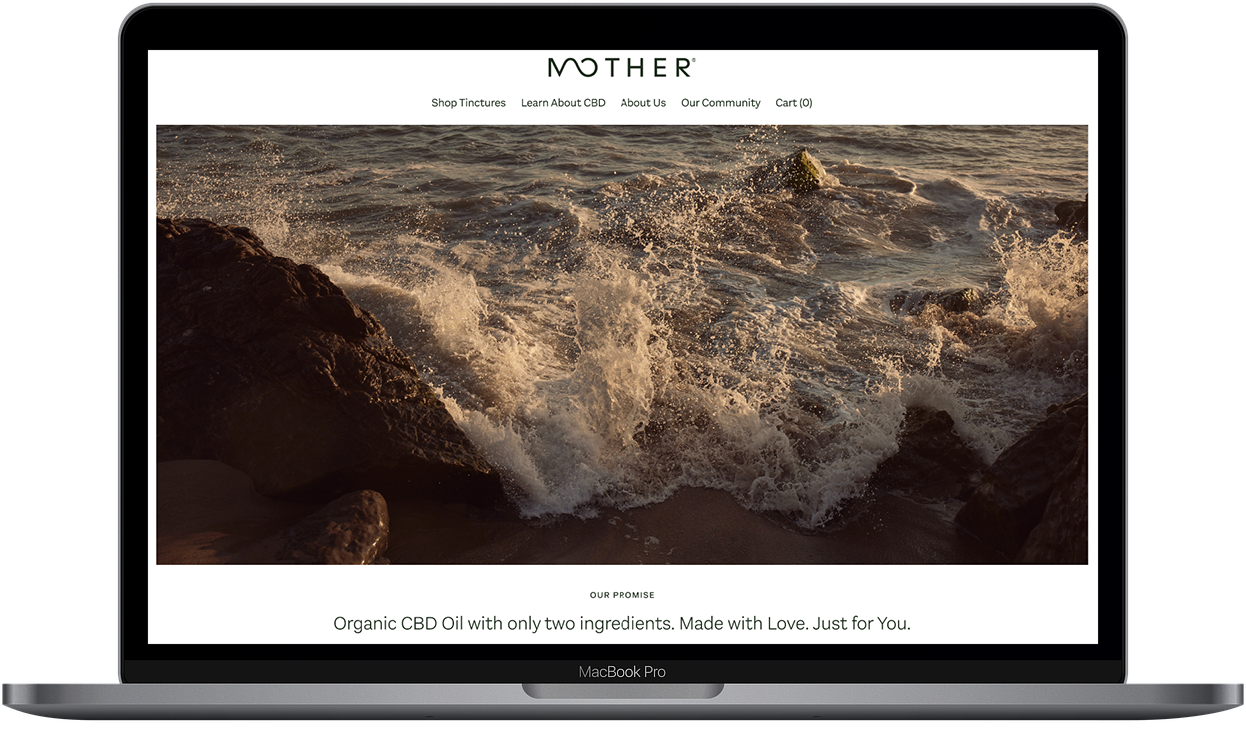 MOTHER®
Shop Tinctures Learn About CBD About Us Our Community Cart (0)
OUR PROMISE
Organic CBD Oil with only two ingredients. Made with Love. Just for You.
MacBook Pro